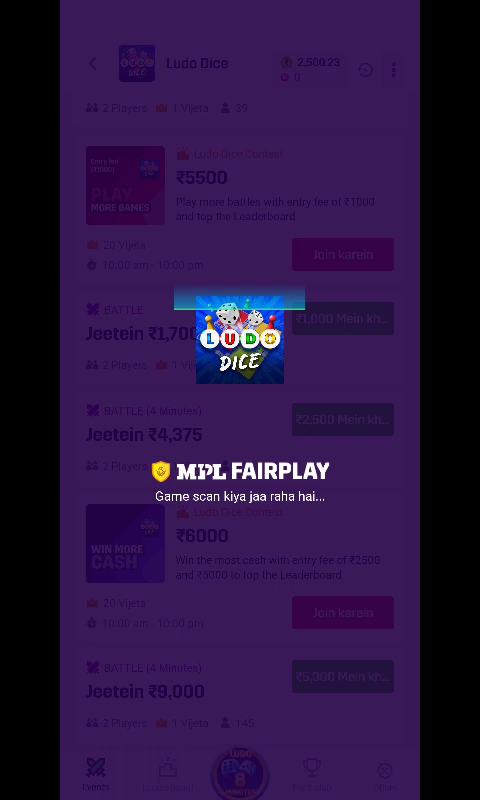 Ludo Dice
2,500.23
0
2 Players
1 Vijeta
39
Entry fee
(₹1000)
PLAY
MORE GAMES
Ludo Dice Contest
₹5500
Play more battles with entry fee of ₹1000
and top the Leaderboard
20 Vijeta
10:00 am - 10:00 pm
Join karein
BATTLE
Jeetein ₹1,700
₹1,000 Mein kh...
2 Players
LUDO
DICE
BATTLE (4 Minutes)
Jeetein ₹4,375
₹2,500 Mein kh...
2 Players
MPL FAIRPLAY
Game scan kiya jaa raha hai...
WIN MORE
CASH
Ludo Dice Contest
₹6000
Win the most cash with entry fee of ₹2500
and ₹5000 to top the Leaderboard
20 Vijeta
10:00 am - 10:00 pm
Join karein
BATTLE (4 Minutes)
Jeetein ₹9,000
₹5,000 Mein kh...
2 Players
1 Vijeta
145
Events
LUDO
8
MINUTES